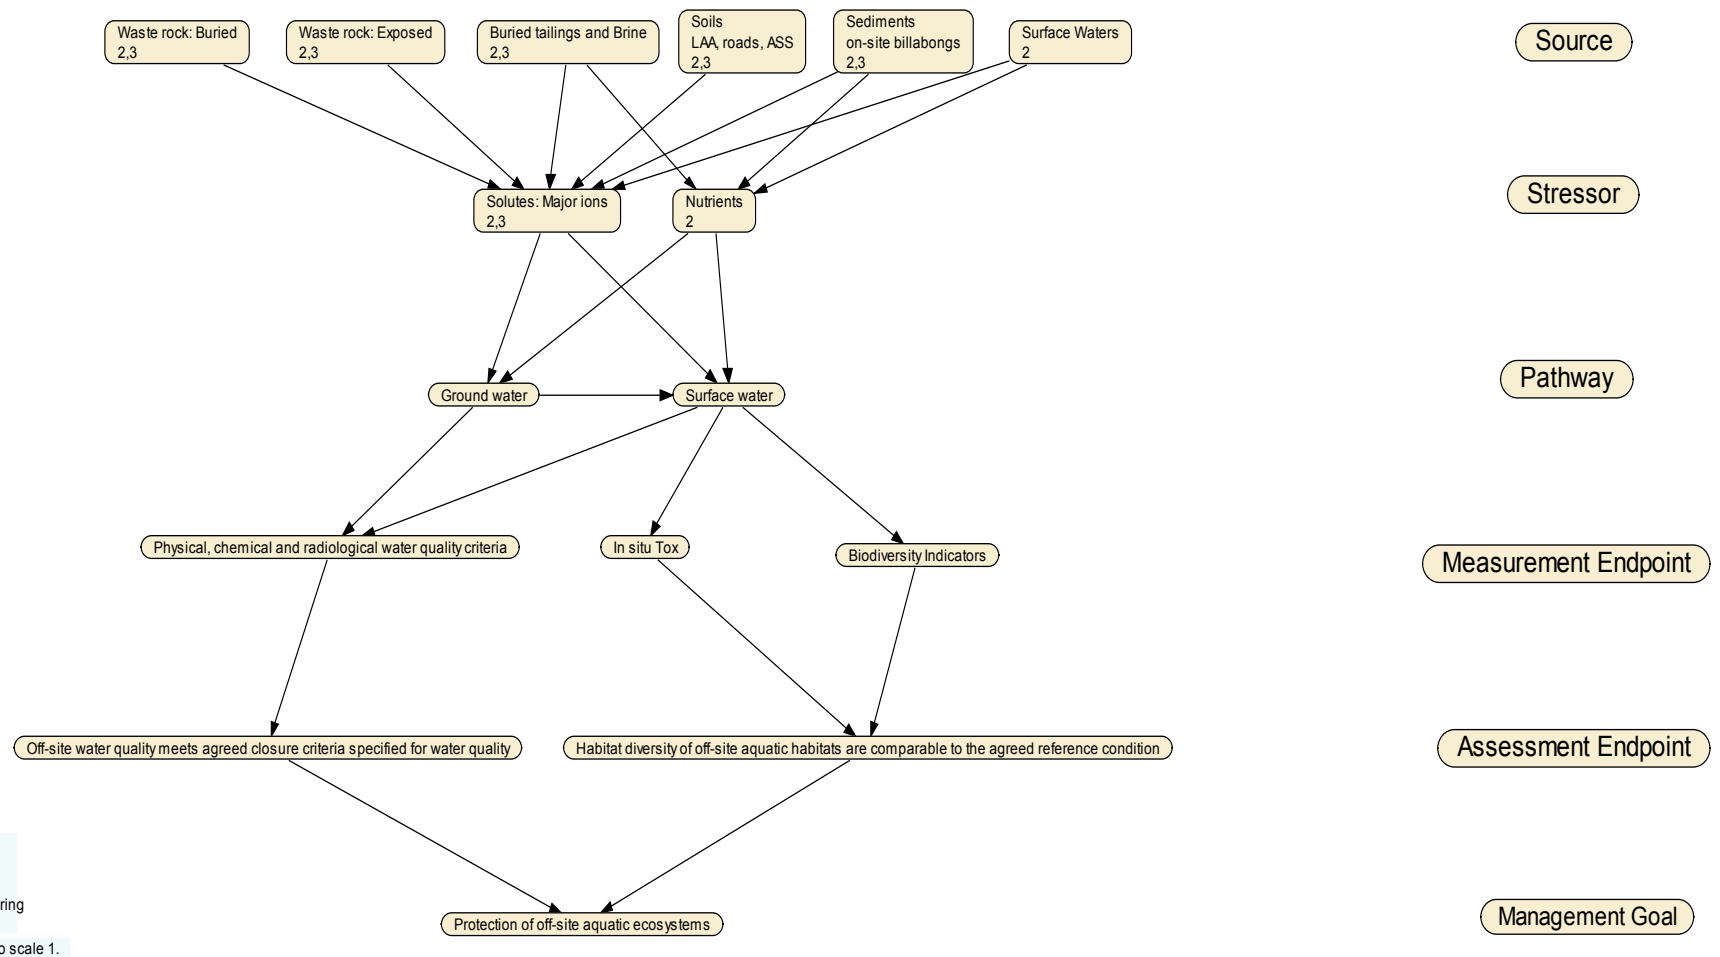 Waste rock: Buried
2,3
Waste rock: Exposed
2,3
Buried tailings and Brine
2,3
Soils
LAA, roads, ASS
2,3
Sediments
on-site billabongs
2,3
Surface Waters
2
Source
Solutes: Major ions
2,3
Nutrients
2
Stressor
Ground water
Surface water
Pathway
Physical, chemical and radiological water quality criteria
In situ Tox
Biodiversity Indicators
Measurement Endpoint
Off-site water quality meets agreed closure criteria specified for water quality
Habitat diversity of off-site aquatic habitats are comparable to the agreed reference condition
Assessment Endpoint
ring
Protection of off-site aquatic ecosystems
Management Goal
o scale 1.